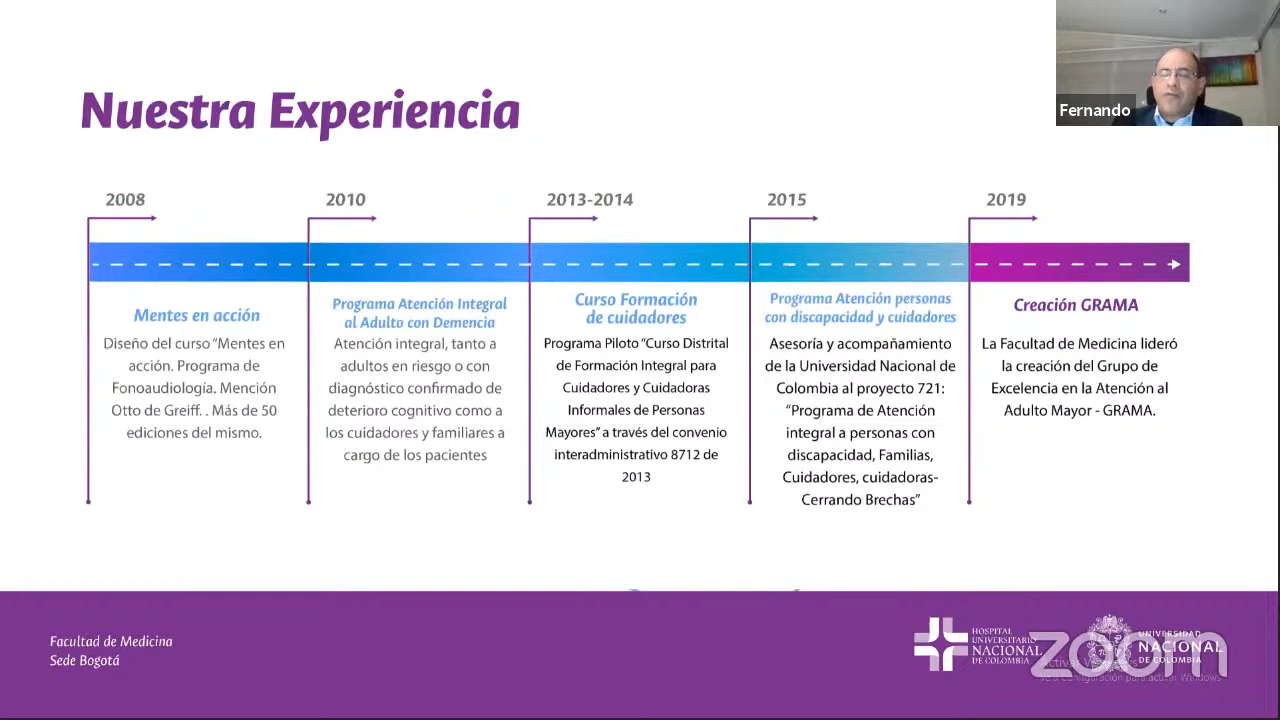 Nuestra Experiencia
Fernando
2008
Mentes en acción
Diseño del curso “Mentes en
acción. Programa de
Fonoaudiología. Mención
Otto de Greiff. . Más de 50
ediciones del mismo.
2010
Programa Atención Integral
al Adulto con Demencia
Atención integral, tanto a
adultos en riesgo o con
diagnóstico confirmado de
deterioro cognitivo como a
los cuidadores y familiares a
cargo de los pacientes
2013-2014
Curso Formación
de cuidadores
Programa Piloto “Curso Distrital
de Formación Integral para
Cuidadores y Cuidadoras
Informales de Personas
Mayores” a través del convenio
interadministrativo 8712 de
2013
2015
Programa Atención personas
con discapacidad y cuidadores
Asesoría y acompañamiento
de la Universidad Nacional de
Colombia al proyecto 721:
“Programa de Atención
integral a personas con
discapacidad, Familias,
Cuidadores, cuidadoras-
Cerrando Brechas”
2019
Creación GRAMA
La Facultad de Medicina lideró
la creación del Grupo de
Excelencia en la Atención al
Adulto Mayor - GRAMA.
Facultad de Medicina
Sede Bogotá
HOSPITAL
UNIVERSITARIO
NACIONAL
DE COLOMBIA
UNIVERSIDAD
NACIONAL
DE COLOMBIA
zoom
Activar Windows
Ve a Configuración para activar Windows.